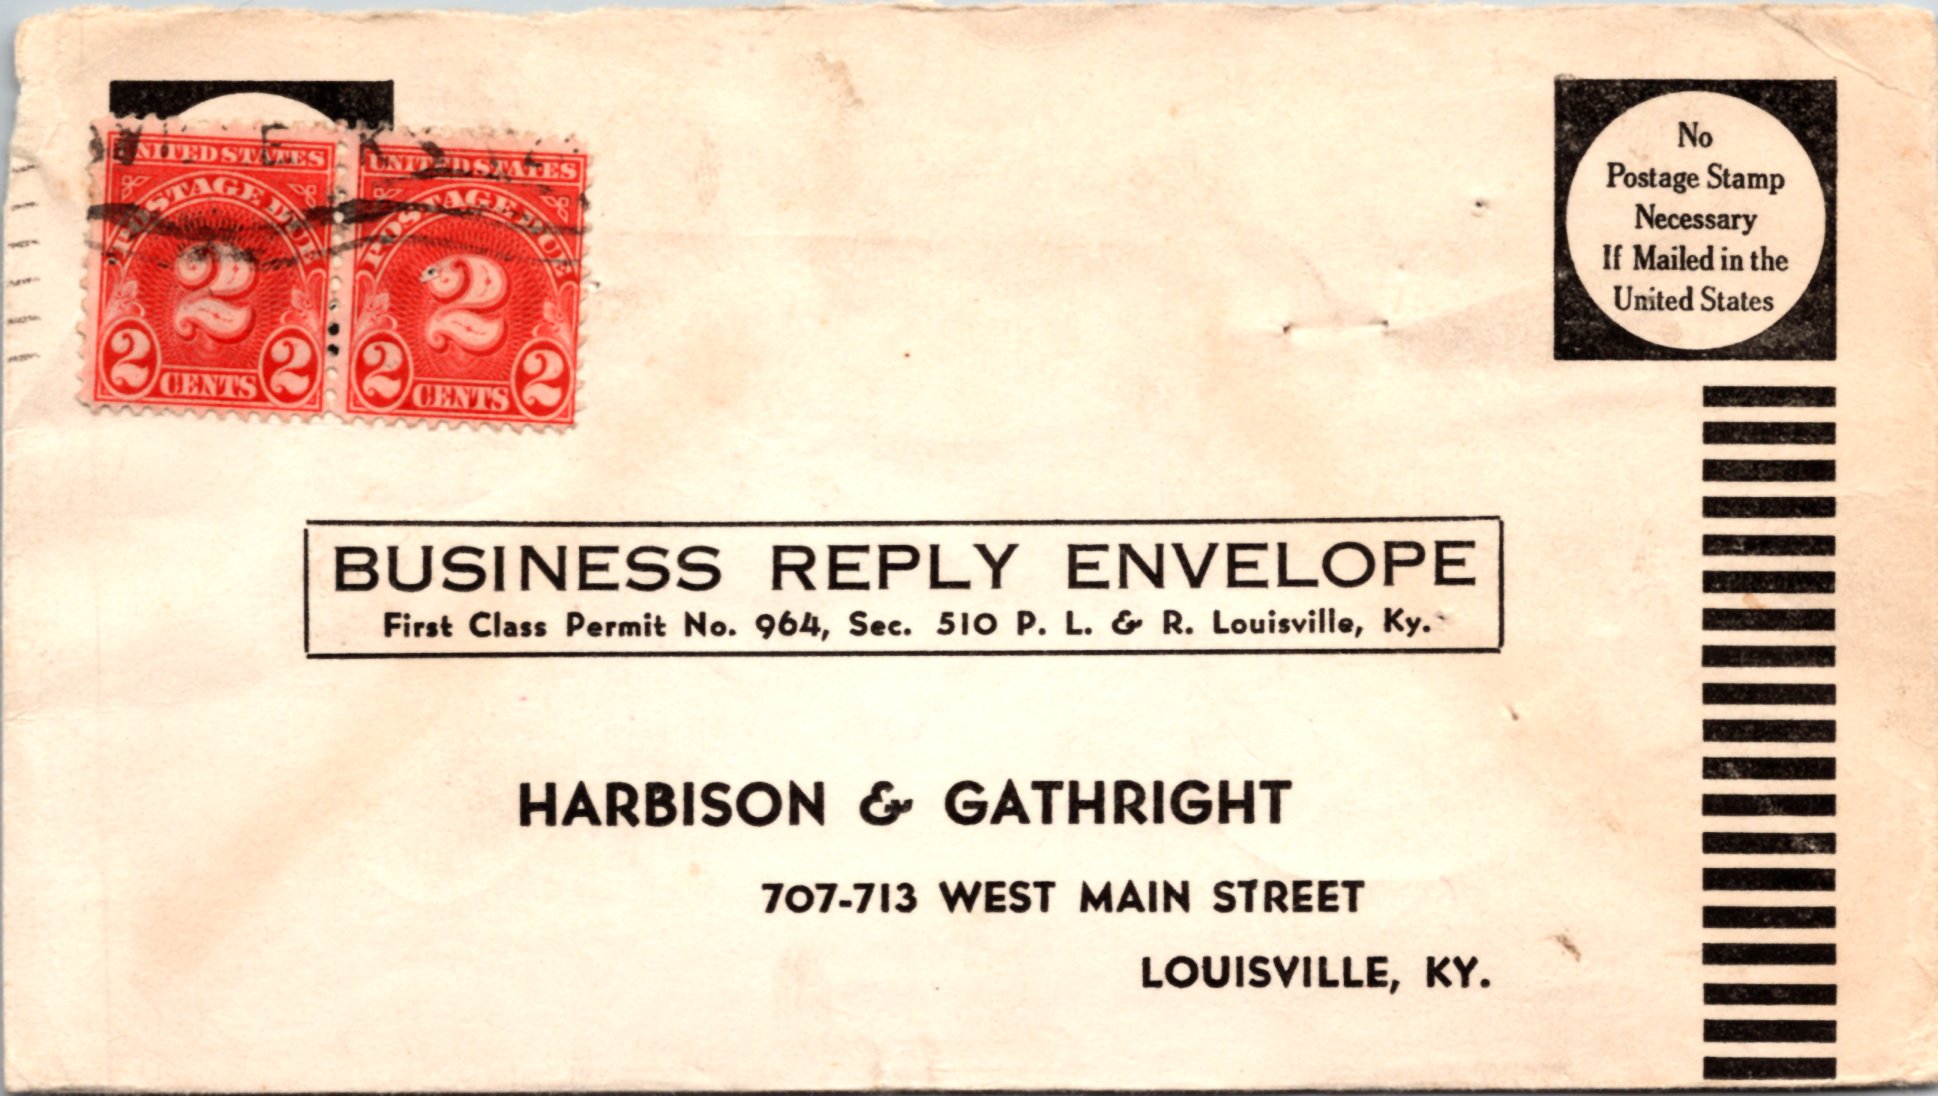 UNITED STATES
POSTAGE DUE
2
2 CENTS 2
UNITED STATES
POSTAGE DUE
2
2 CENTS 2
No
Postage Stamp
Necessary
If Mailed in the
United States
BUSINESS REPLY ENVELOPE
First Class Permit No. 964, Sec. 510 P. L. & R. Louisville, Ky.
HARBISON & GATHRIGHT
707-713 WEST MAIN STREET
LOUISVILLE, KY.